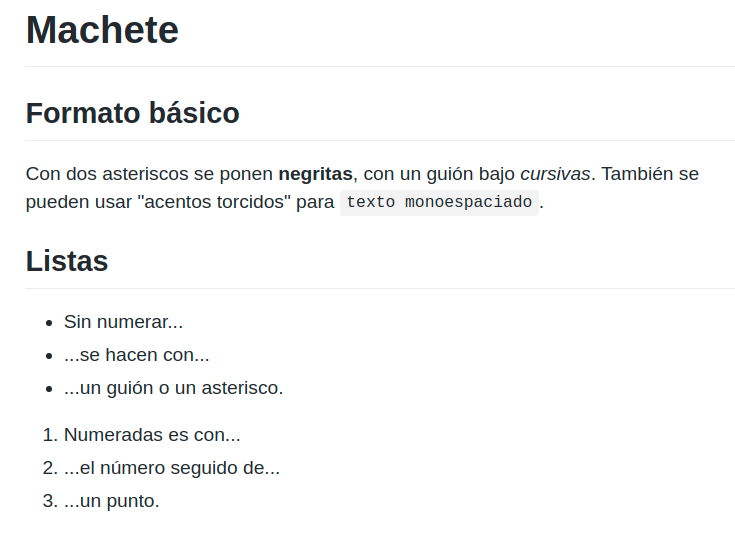 Machete
Formato básico
Con dos asteriscos se ponen negritas, con un guión bajo cursivas. También se
pueden usar "acentos torcidos" para texto monoespaciado.
Listas
• Sin numerar...
• ...se hacen con...
• ...un guión o un asterisco.
1. Numeradas es con...
2. ...el número seguido de...
3. ...un punto.